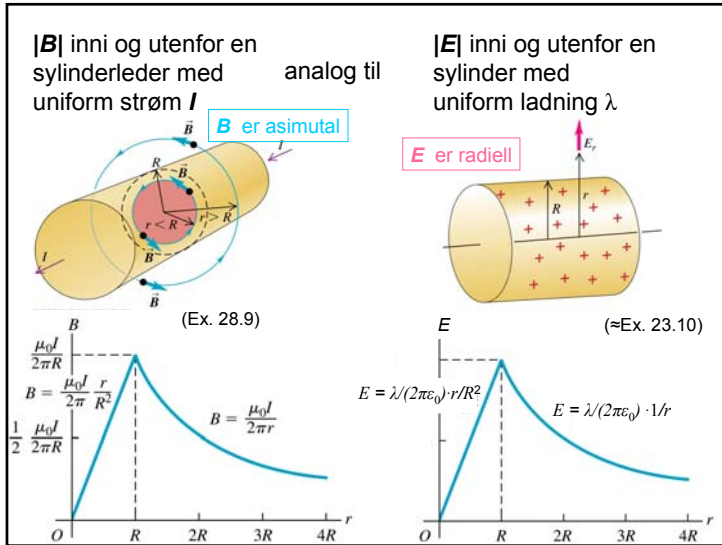 |B| inni og utenfor en
sylinderleder med
uniform strøm I
analog til
|E| inni og utenfor en
sylinder med
uniform ladning λ
B er asimutal
E er radiell
B⃗
I
R
B⃗
r < R
r > R
B⃗
I
B⃗
E_r
R
r
+ + + + + + + + + + + + + + + +
(Ex. 28.9)
(≈Ex. 23.10)
B
μ₀I/2πR
B = μ₀I/2π r/R²
B = μ₀I/2πr
1/2 μ₀I/2πR
O R 2R 3R 4R r
E
E = λ/(2πε₀)·r/R²
E = λ/(2πε₀) ·1/r
O R 2R 3R 4R r